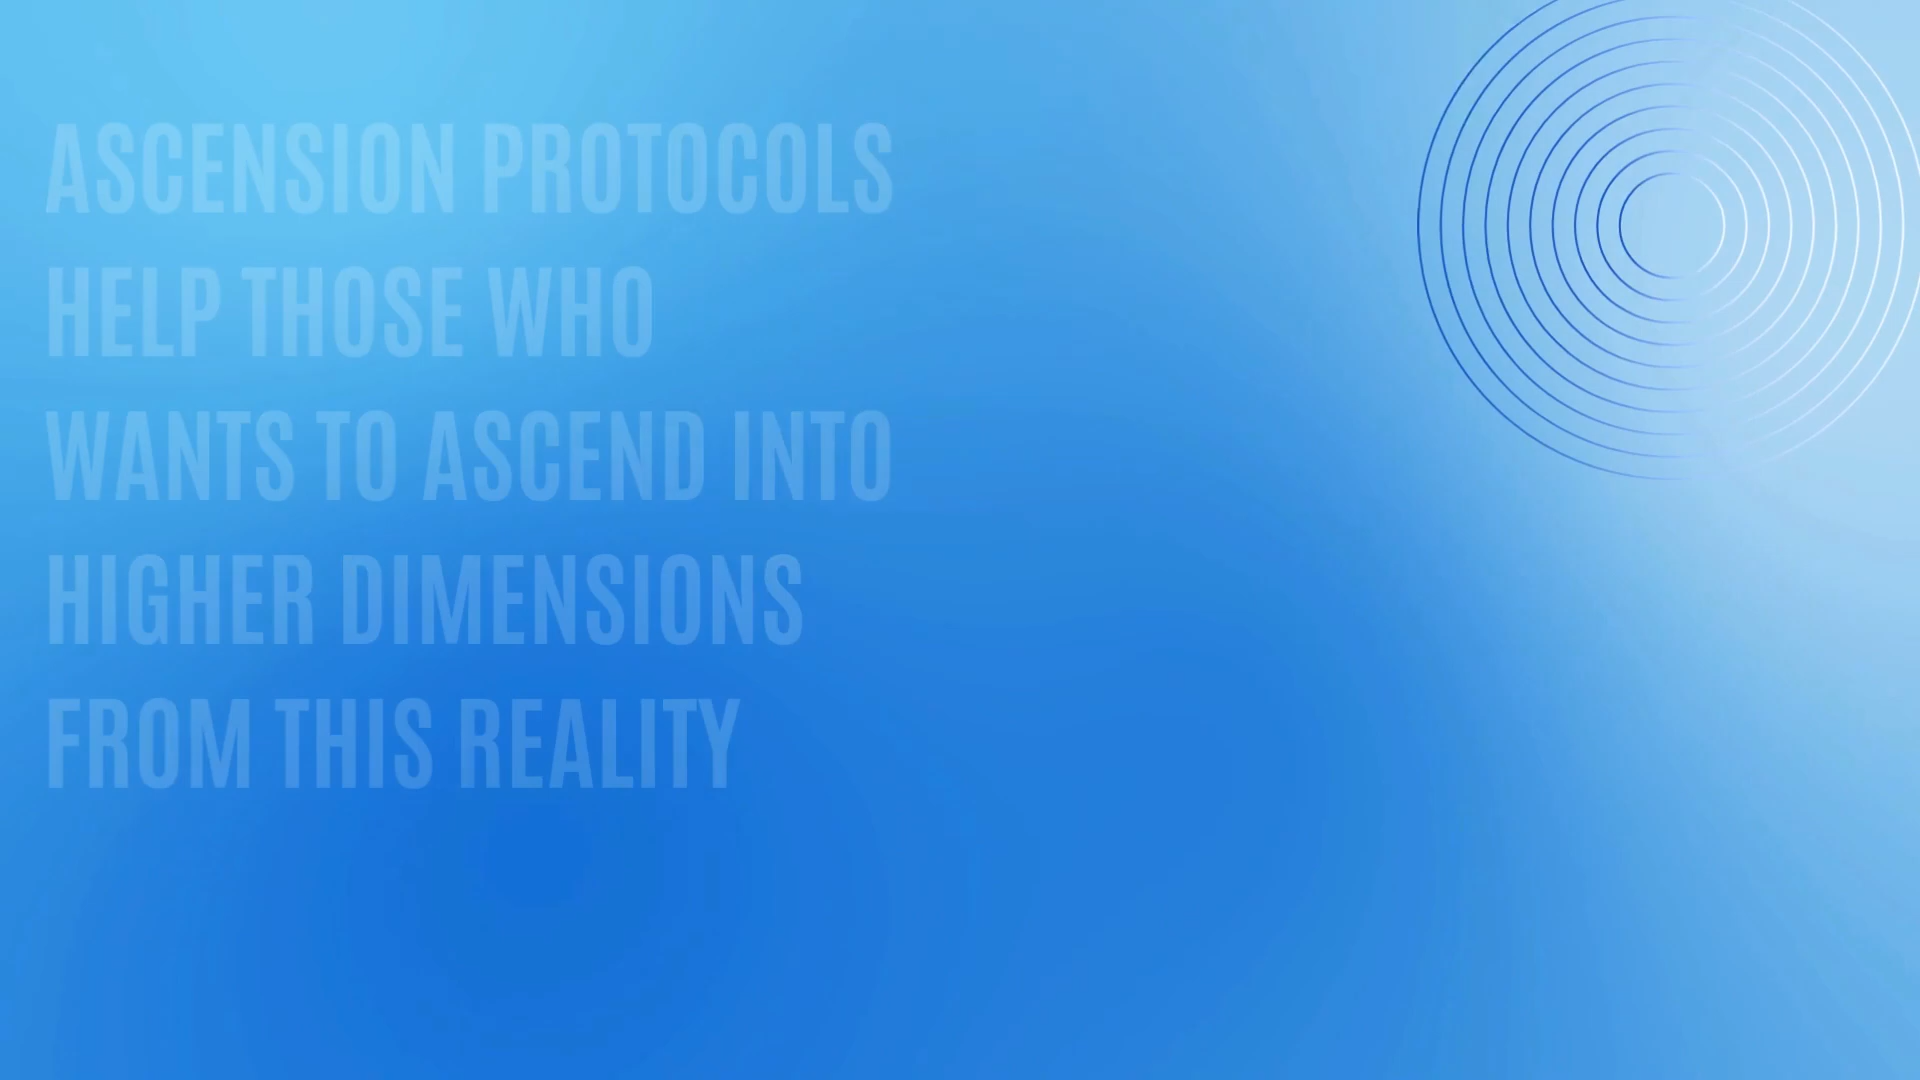 ASCENSION PROTOCOLS
HELP THOSE WHO
WANTS TO ASCEND INTO
HIGHER DIMENSIONS
FROM THIS REALITY